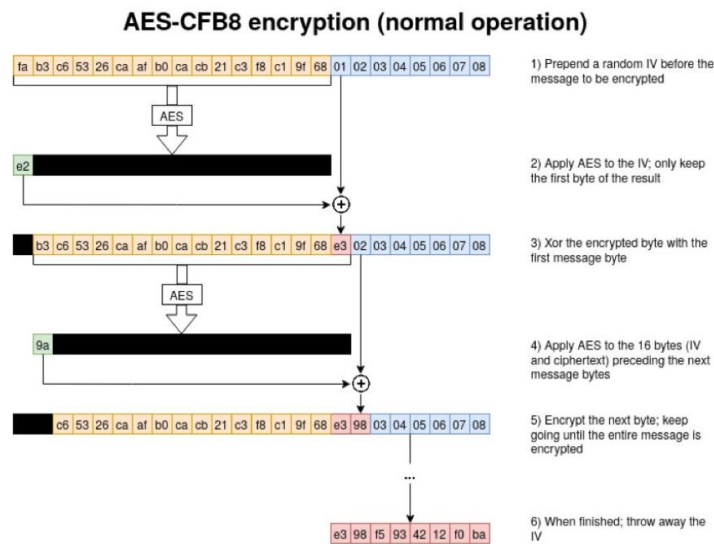 AES-CFB8 encryption (normal operation)
fa b3 c6 53 26 ca af b0 ca cb 21 c3 f8 c1 9f 68 01 02 03 04 05 06 07 08
1) Prepend a random IV before the
message to be encrypted
AES
e2
2) Apply AES to the IV; only keep
the first byte of the result
+
b3 c6 53 26 ca af b0 ca cb 21 c3 f8 c1 9f 68 e3 02 03 04 05 06 07 08
3) Xor the encrypted byte with the
first message byte
AES
9a
4) Apply AES to the 16 bytes (IV
and ciphertext) preceding the next
message bytes
+
c6 53 26 ca af b0 ca cb 21 c3 f8 c1 9f 68 e3 98 03 04 05 06 07 08
5) Encrypt the next byte; keep
going until the entire message is
encrypted
...
e3 98 f5 93 42 12 f0 ba
6) When finished; throw away the
IV